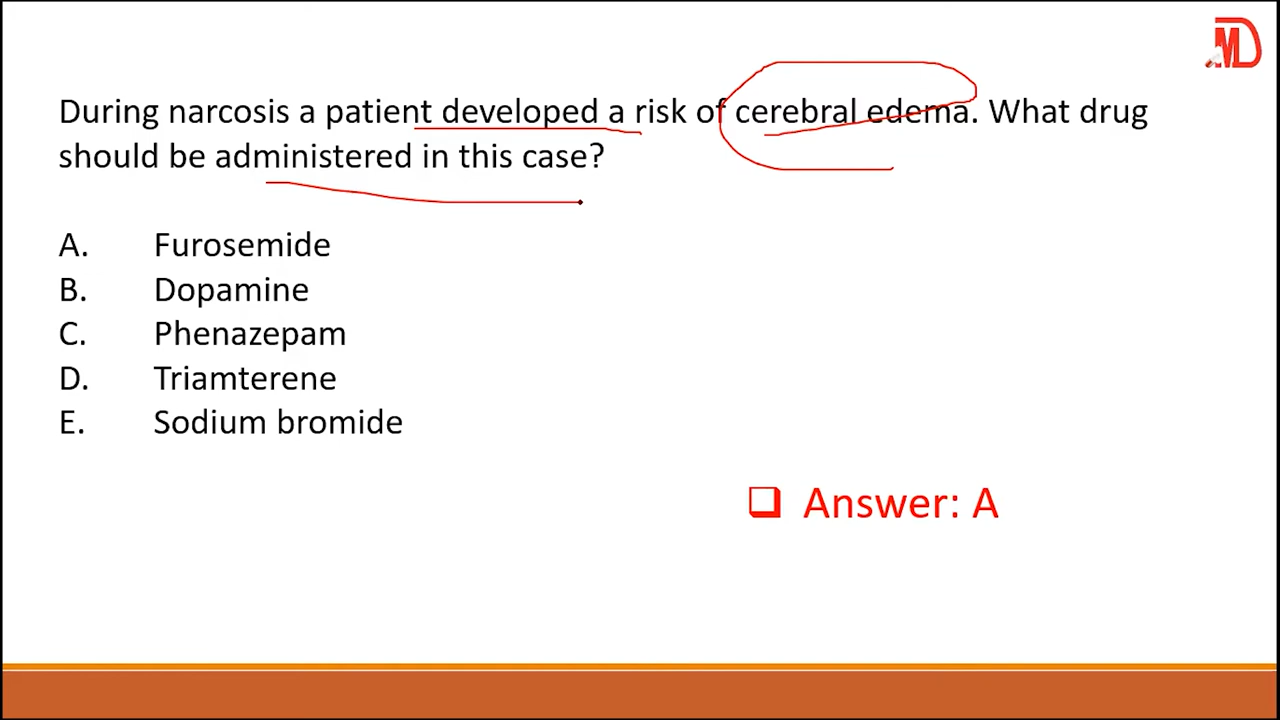 MD
During narcosis a patient developed a risk of cerebral edema. What drug
should be administered in this case?
A. Furosemide
B. Dopamine
C. Phenazepam
D. Triamterene
E. Sodium bromide
❑ Answer: A